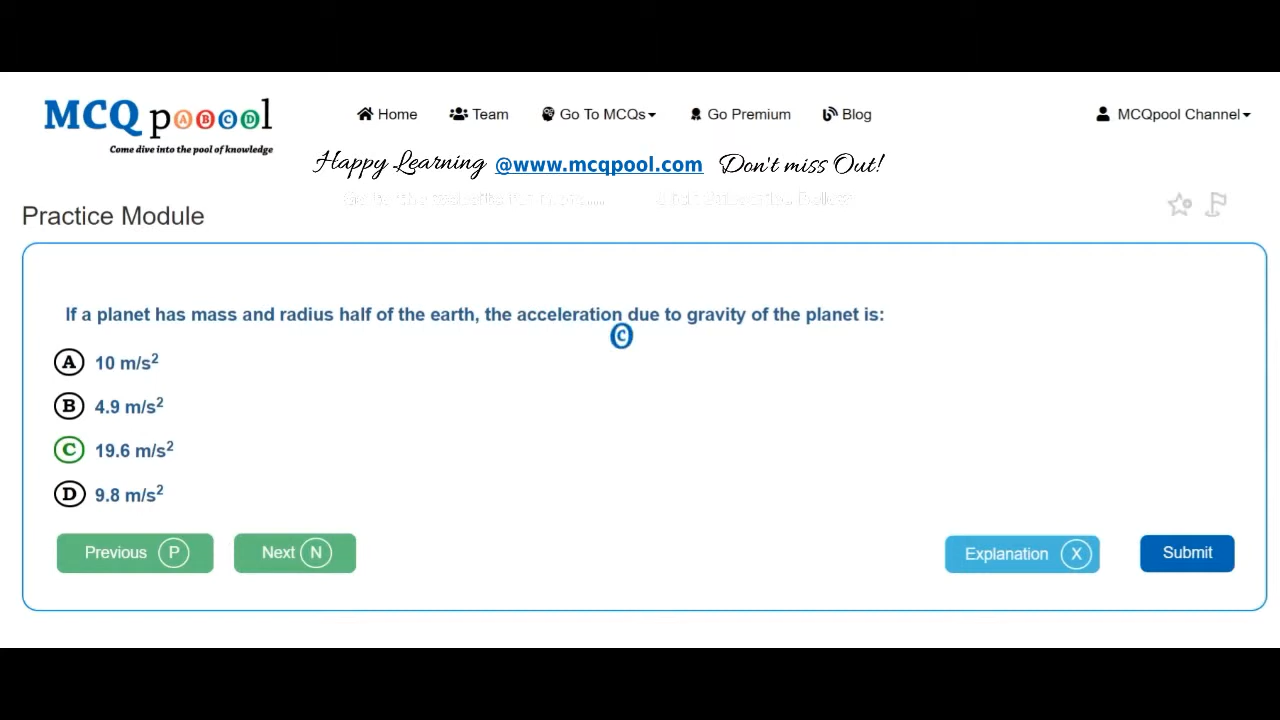 MCQ pooool
Come dive into the pool of knowledge
Home Team Go To MCQs Go Premium Blog MCQpool Channel
Happy Learning @www.mcqpool.com Don't miss Out!
Practice Module
If a planet has mass and radius half of the earth, the acceleration due to gravity of the planet is:
C
A 10 m/s²
B 4.9 m/s²
C 19.6 m/s²
D 9.8 m/s²
Previous P Next N Explanation X Submit